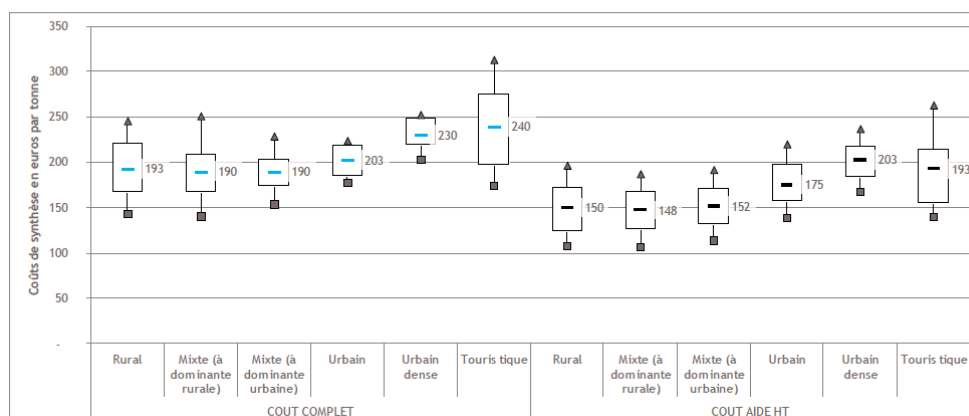 350
300
250
200
150
100
50
-
Coûts de synthèse en euros par tonne
193
190
190
203
230
240
150
148
152
175
203
193
Rural
Mixte (à
dominante
rurale)
Mixte (à
dominante
urbaine)
Urbain
Urbain
dense
Touris tique
Rural
Mixte (à
dominante
rurale)
Mixte (à
dominante
urbaine)
Urbain
Urbain
dense
Touris tique
COUT COMPLET
COUT AIDE HT